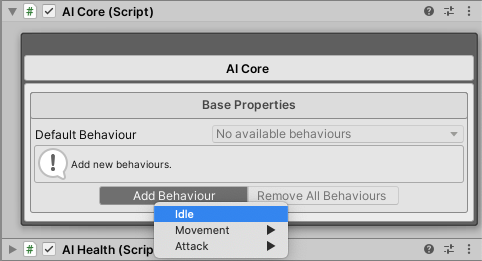 AI Core (Script)
AI Core
Base Properties
Default Behaviour No available behaviours
Add new behaviours.
Add Behaviour Remove All Behaviours
Idle
Movement
Attack
AI Health (Scrip